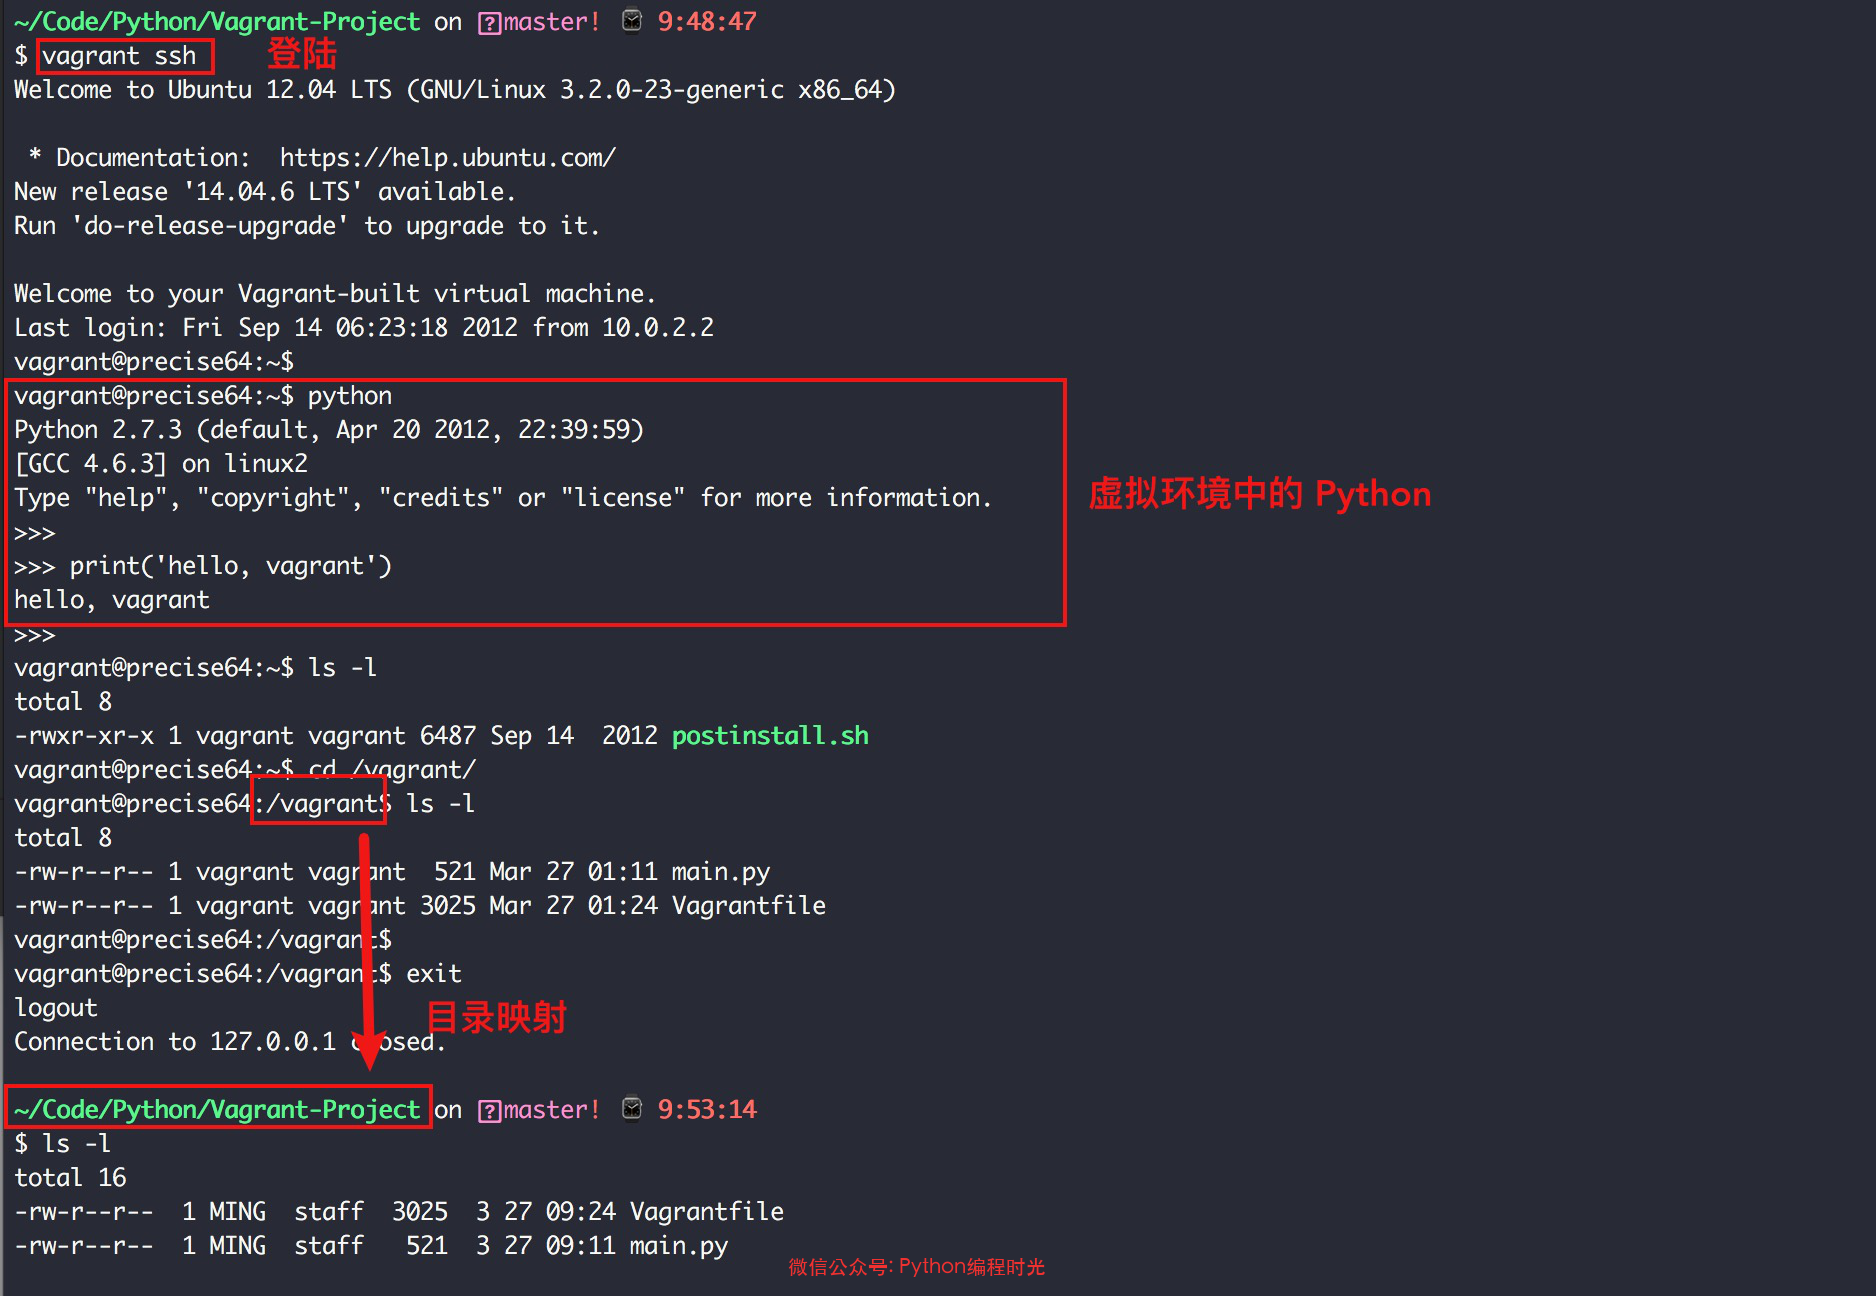 ~/Code/Python/Vagrant-Project on master! 9:48:47
$ vagrant ssh 登陆
Welcome to Ubuntu 12.04 LTS (GNU/Linux 3.2.0-23-generic x86_64)
* Documentation:  https://help.ubuntu.com/
New release '14.04.6 LTS' available.
Run 'do-release-upgrade' to upgrade to it.
Welcome to your Vagrant-built virtual machine.
Last login: Fri Sep 14 06:23:18 2012 from 10.0.2.2
vagrant@precise64:~$
vagrant@precise64:~$ python
Python 2.7.3 (default, Apr 20 2012, 22:39:59)
[GCC 4.6.3] on linux2
Type "help", "copyright", "credits" or "license" for more information.
虚拟环境中的 Python
>>>
>>> print('hello, vagrant')
hello, vagrant
>>>
vagrant@precise64:~$ ls -l
total 8
-rwxr-xr-x 1 vagrant vagrant 6487 Sep 14  2012 postinstall.sh
vagrant@precise64:~$ cd /vagrant/
vagrant@precise64:/vagrant$ ls -l
total 8
-rw-r--r-- 1 vagrant vagrant  521 Mar 27 01:11 main.py
-rw-r--r-- 1 vagrant vagrant 3025 Mar 27 01:24 Vagrantfile
vagrant@precise64:/vagrant$
vagrant@precise64:/vagrant$ exit
logout
目录映射
Connection to 127.0.0.1 closed.
~/Code/Python/Vagrant-Project on master! 9:53:14
$ ls -l
total 16
-rw-r--r--  1 MING  staff  3025  3 27 09:24 Vagrantfile
-rw-r--r--  1 MING  staff   521  3 27 09:11 main.py
微信公众号: Python编程时光